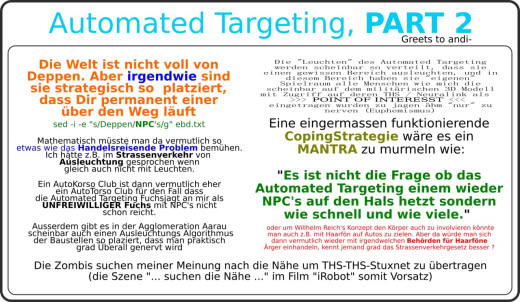 Automated Targeting, PART 2
Greets to andi-
Die Welt ist nicht voll von
Deppen. Aber irgendwie sind
sie strategisch so platziert,
dass Dir permanent einer
über den Weg läuft
sed -i -e "s/Deppen/NPC's/g" ebd.txt
Mathematisch müsste man da vermutlich so
etwas wie das Handelsreisende Problem bemühen.
Ich hätte z.B. im Strassenverkehr von
Ausleuchtung gesprochen wenn
gleich auch nicht mit Leuchten.
Ein AutoKorso Club ist dann vermutlich eher
ein AutoTorso Club für den Fall dass
die Automated Targeting Fuchsjagt an mir als
UNFREIWILLIGER Fuchs mit NPC's nicht
schon reicht.
Ausserdem gibt es in der Agglomeration Aarau
scheinbar auch einen Ausleuchtungs Algorithmus
der Baustellen so plaziert, dass man praktisch
grad Überall genervt wird
Die "Leuchten" des Automated Targeting
werden scheinbar so verteilt, dass sie
einen gewissen Bereich ausleuchten, und in
diesem Bereich haben sie "eigenen"
Spielraum alle Menschen wie mich die
scheinbar auf dem militärischen 3D Modell
mit Zugriff auf deren THS / Neuralink als
>>> POINT OF INTERESST <<<
eingetragen wurden zu jagen ähm "nur" zu
nerven (Euphemismus)
Eine eingermassen funktionierende
CopingStrategie wäre es ein
MANTRA zu murmeln wie:
"Es ist nicht die Frage ob das
Automated Targeting einem wieder
NPC's auf den Hals hetzt sondern
wie schnell und wie viele."
oder um Wilhelm Reich's Konzept den Körper auch zu involvieren könnte
man auch z.B. mit Haarfön auf Autos zu zielen. Aber da würde man sich
dann vermutlich wieder mit irgendwelchen Behörden für Haarföne
Ärger einhandeln, kennt jemand grad das Strassenverkehrgesetz besser ?
Die Zombis suchen meiner Meinung nach die Nähe um THS-THS-Stuxnet zu übertragen
(die Szene "... suchen die Nähe ..." im Film "iRobot" somit Vorsatz)